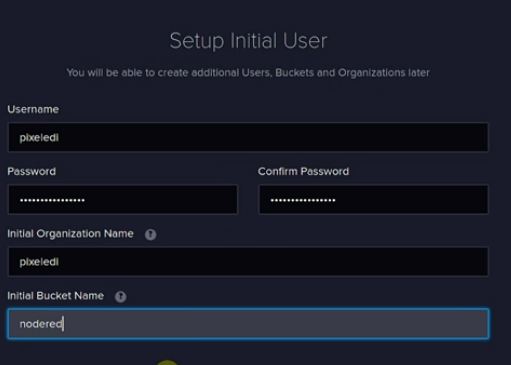 Setup Initial User
You will be able to create additional Users, Buckets and Organizations later
Username
pixeledi
Password Confirm Password
•••••••••••••••• ••••••••••••••••
Initial Organization Name ?
pixeledi
Initial Bucket Name ?
nodered